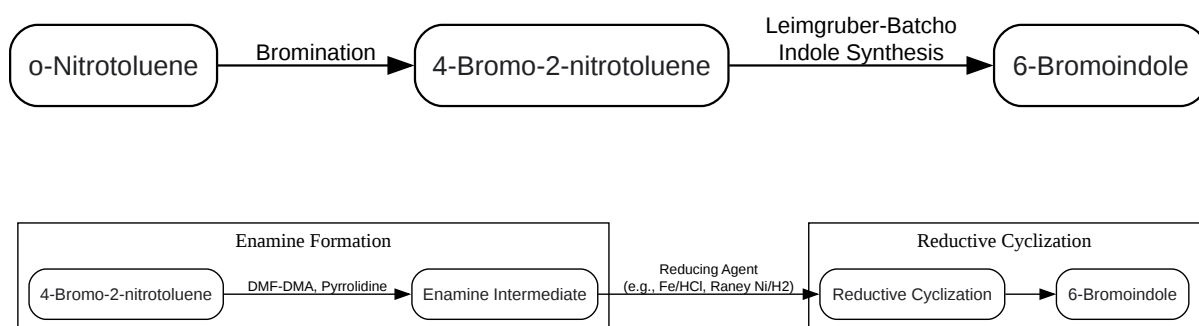 o-Nitrotoluene
Bromination
4-Bromo-2-nitrotoluene
Leimgruber-Batcho
Indole Synthesis
6-Bromoindole
Enamine Formation
4-Bromo-2-nitrotoluene
DMF-DMA, Pyrrolidine
Enamine Intermediate
Reducing Agent
(e.g., Fe/HCl, Raney Ni/H2)
Reductive Cyclization
Reductive Cyclization
6-Bromoindole